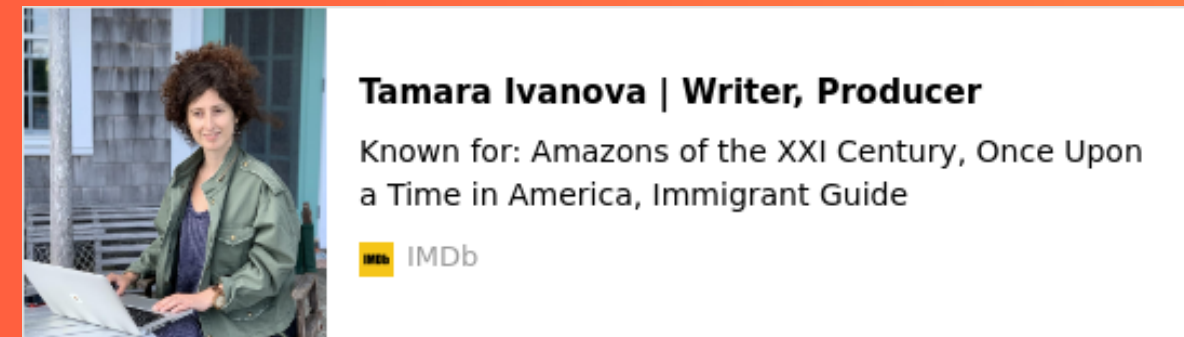 Tamara Ivanova | Writer, Producer
Known for: Amazons of the XXI Century, Once Upon
a Time in America, Immigrant Guide
IMDb IMDb